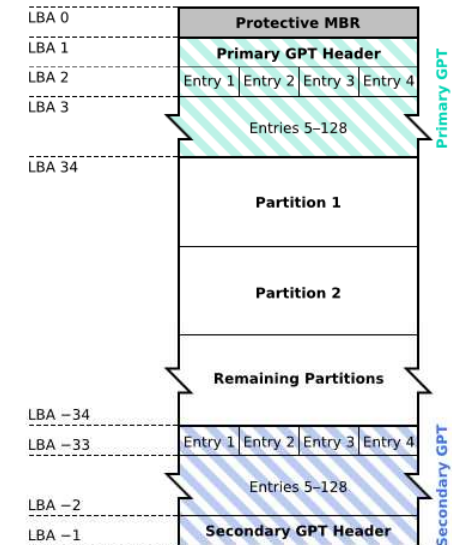 LBA 0
Protective MBR
LBA 1
Primary GPT Header
LBA 2
Entry 1 Entry 2 Entry 3 Entry 4
LBA 3
Entries 5–128
Primary GPT
LBA 34
Partition 1
Partition 2
Remaining Partitions
LBA −34
LBA −33
Entry 1 Entry 2 Entry 3 Entry 4
Entries 5–128
LBA −2
LBA −1
Secondary GPT Header
Secondary GPT